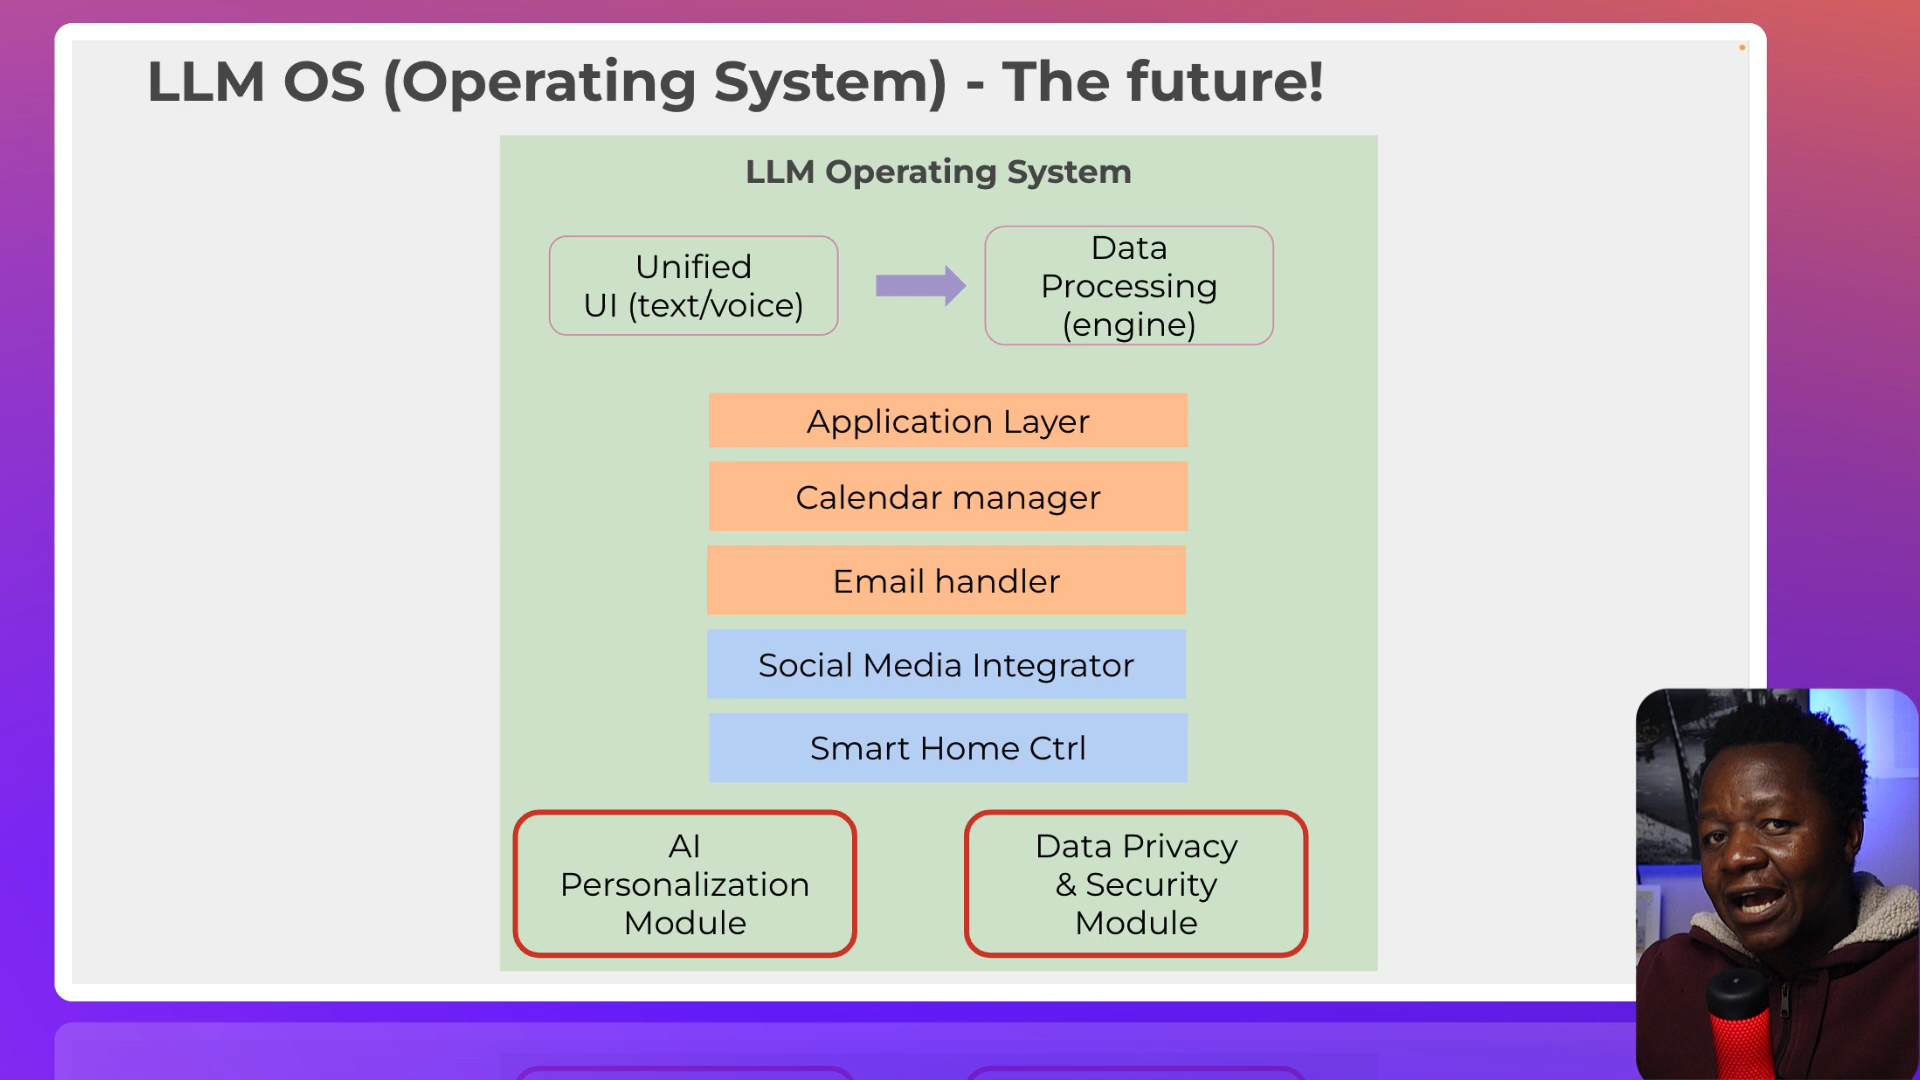 LLM OS (Operating System) - The future!
LLM Operating System
Unified
UI (text/voice)
Data
Processing
(engine)
Application Layer
Calendar manager
Email handler
Social Media Integrator
Smart Home Ctrl
AI
Personalization
Module
Data Privacy
& Security
Module